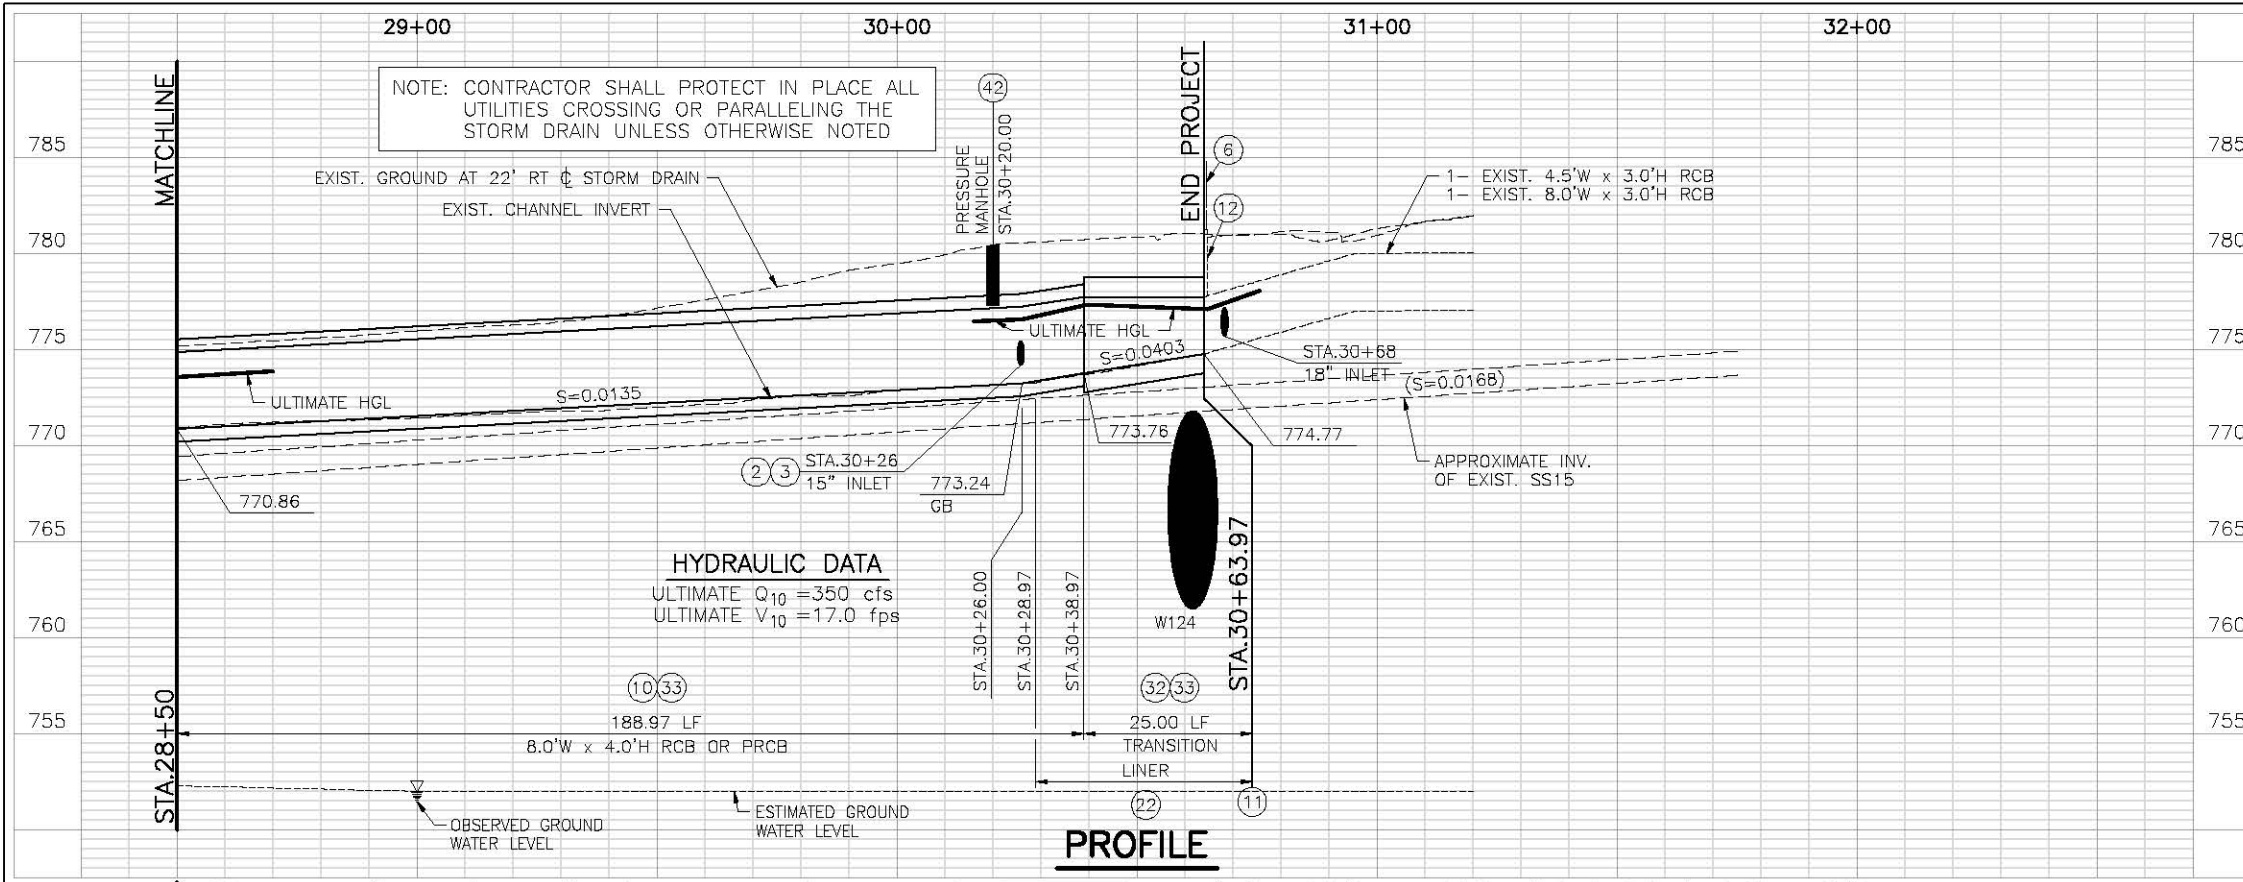 29+00
30+00
31+00
32+00
MATCHLINE
NOTE: CONTRACTOR SHALL PROTECT IN PLACE ALL
UTILITIES CROSSING OR PARALLELING THE
STORM DRAIN UNLESS OTHERWISE NOTED
42
PRESSURE
MANHOLE
STA.30+20.00
END PROJECT
6
12
785
785
EXIST. GROUND AT 22' RT ℄ STORM DRAIN
EXIST. CHANNEL INVERT
1- EXIST. 4.5'W x 3.0'H RCB
1- EXIST. 8.0'W x 3.0'H RCB
780
780
775
775
ULTIMATE HGL
S=0.0403
STA.30+68
18" INLET
(S=0.0168)
ULTIMATE HGL
S=0.0135
770
770
773.76
774.77
2
3
STA.30+26
15" INLET
773.24
GB
APPROXIMATE INV.
OF EXIST. SS15
770.86
765
765
HYDRAULIC DATA
ULTIMATE Q10 =350 cfs
ULTIMATE V10 =17.0 fps
STA.30+26.00
STA.30+28.97
STA.30+38.97
W124
STA.30+63.97
760
760
10
33
32
33
STA.28+50
755
755
188.97 LF
8.0'W x 4.0'H RCB OR PRCB
25.00 LF
TRANSITION
LINER
22
11
OBSERVED GROUND
WATER LEVEL
ESTIMATED GROUND
WATER LEVEL
PROFILE